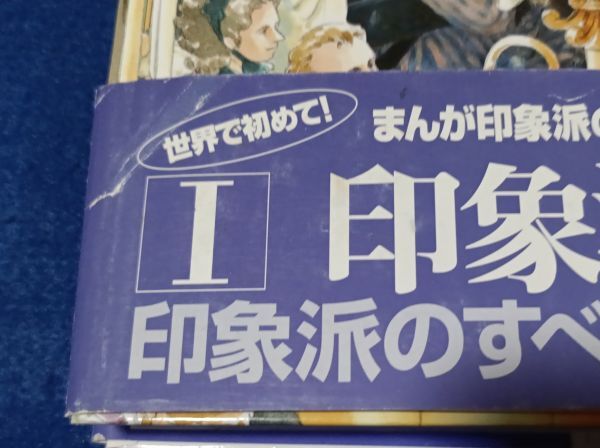 世界で初めて!
まんが印象派の
I 印象
印象派のすべ